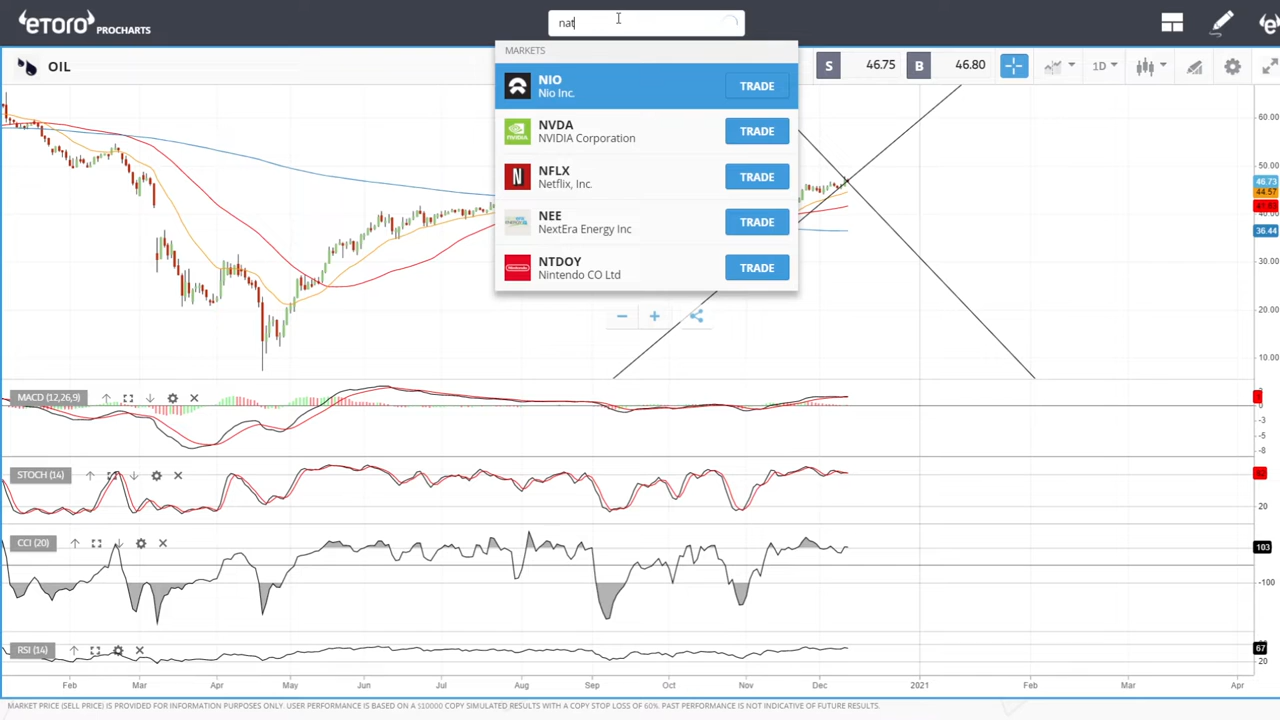 eToro PROCHARTS
nat
MARKETS
NIO
Nio Inc.
TRADE
NVDA
NVIDIA Corporation
TRADE
NFLX
Netflix, Inc.
TRADE
NEE
NextEra Energy Inc
TRADE
NTDOY
Nintendo CO Ltd
TRADE
OIL
S 46.75 B 46.80 1D
60.00
50.00
46.73
44.57
40.00
36.44
30.00
20.00
10.00
MACD (12,26,9)
0
-3
-5
-8
STOCH (14)
20
CCI (20)
103
-100
RSI (14)
67
20
Feb Mar Apr May Jun Jul Aug Sep Oct Nov Dec 2021 Feb Mar Apr
MARKET PRICE (SELL PRICE) IS PROVIDED FOR INFORMATION PURPOSES ONLY. USER PERFORMANCE IS BASED ON A $10000 COPY SIMULATED RESULTS WITH A COPY STOP LOSS OF 60%. PAST PERFORMANCE IS NOT INDICATIVE OF FUTURE RESULTS.